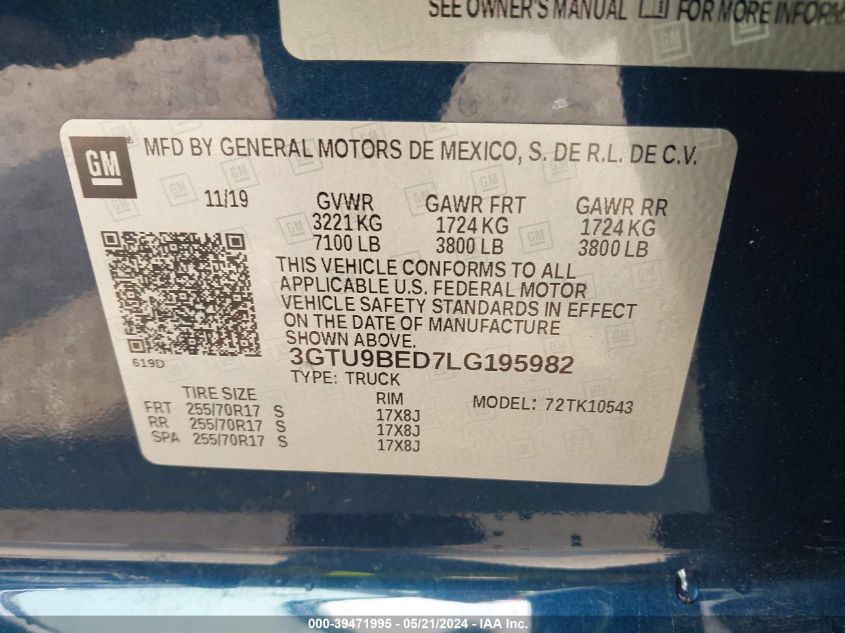 SEE OWNER'S MANUAL FOR MORE INFORM
GM
MFD BY GENERAL MOTORS DE MEXICO, S. DE R.L. DE C.V.
11/19 GVWR GAWR FRT GAWR RR
3221 KG 1724 KG 1724 KG
7100 LB 3800 LB 3800 LB
THIS VEHICLE CONFORMS TO ALL
APPLICABLE U.S. FEDERAL MOTOR
VEHICLE SAFETY STANDARDS IN EFFECT
ON THE DATE OF MANUFACTURE
SHOWN ABOVE.
619D
3GTU9BED7LG195982
TYPE: TRUCK
TIRE SIZE RIM MODEL: 72TK10543
FRT 255/70R17 S 17X8J
RR 255/70R17 S 17X8J
SPA 255/70R17 S 17X8J
000-39471995 / 05/21/2024 - IAA Inc.